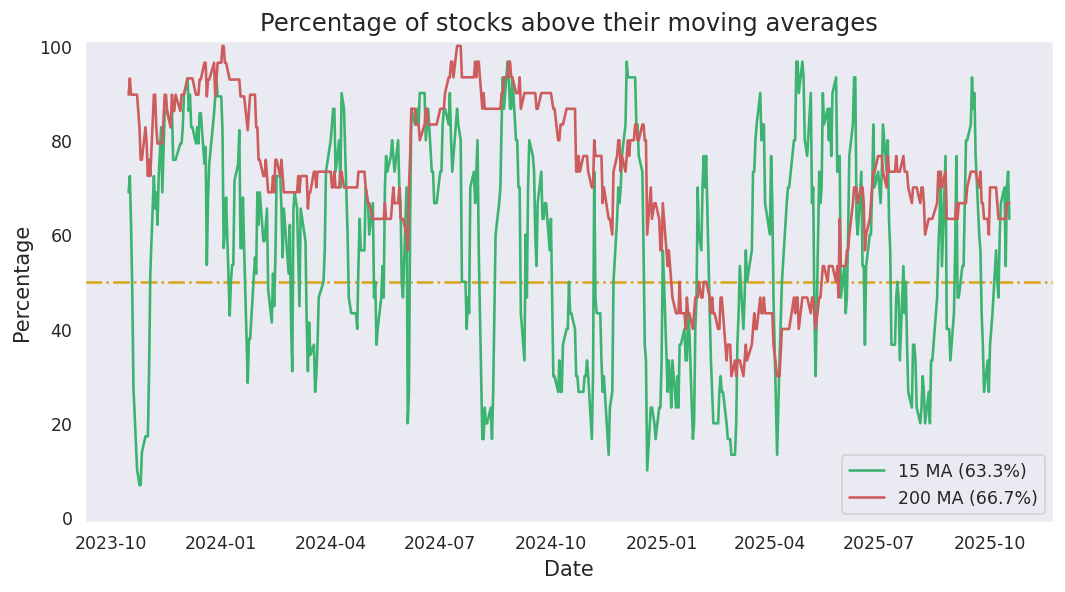 Percentage of stocks above their moving averages
100
80
60
40
20
0
Percentage
2023-10 2024-01 2024-04 2024-07 2024-10 2025-01 2025-04 2025-07 2025-10
Date
15 MA (63.3%)
200 MA (66.7%)